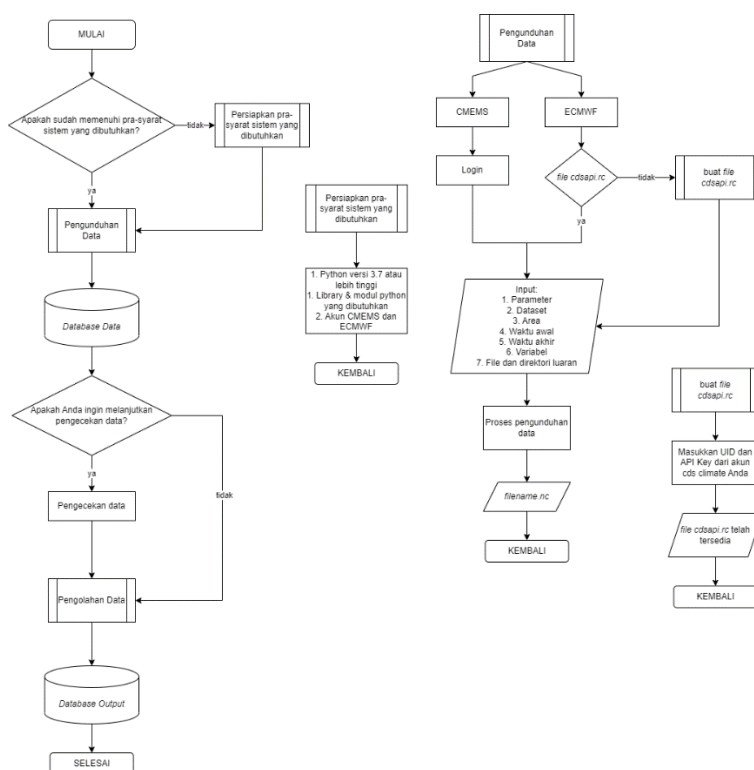 MULAI
Apakah sudah memenuhi pra-syarat
sistem yang dibutuhkan?
tidak
Persiapkan pra-
syarat sistem yang
dibutuhkan
ya
Pengunduhan
Data
Database Data
Apakah Anda ingin melanjutkan
pengecekan data?
ya
tidak
Pengecekan data
Pengolahan Data
Database Output
SELESAI
Persiapkan pra-
syarat sistem yang
dibutuhkan
1. Python versi 3.7 atau
lebih tinggi
1. Library & modul python
yang dibutuhkan
2. Akun CMEMS dan
ECMWF
KEMBALI
Pengunduhan
Data
CMEMS
ECMWF
Login
file cdsapi.rc
tidak
buat file
cdsapi.rc
ya
Input:
1. Parameter
2. Dataset
3. Area
4. Waktu awal
5. Waktu akhir
6. Variabel
7. File dan direktori luaran
Proses pengunduhan
data
filename.nc
KEMBALI
buat file
cdsapi.rc
Masukkan UID dan
API Key dari akun
cds climate Anda
file cdsapi.rc telah
tersedia
KEMBALI